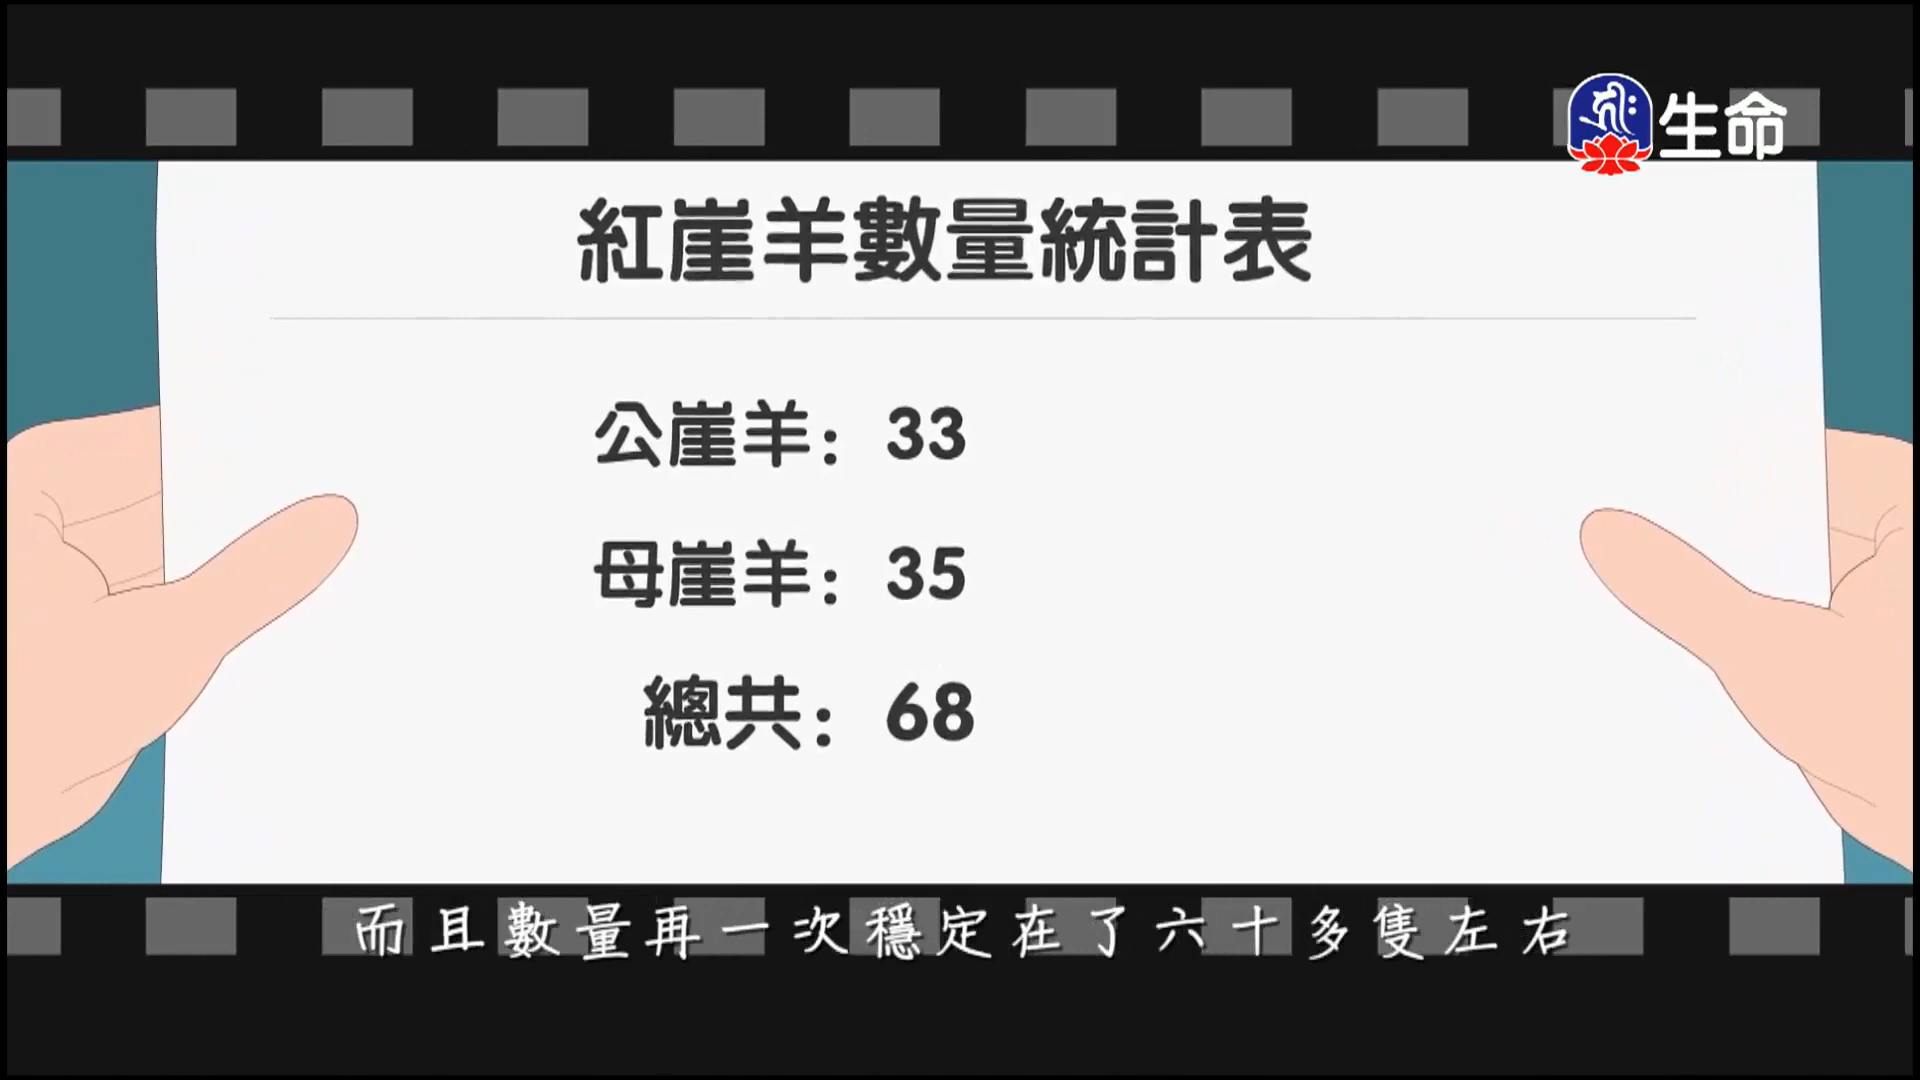 生命
紅崖羊數量統計表
公崖羊：33
母崖羊：35
總共：68
而且數量再一次穩定在了六十多隻左右